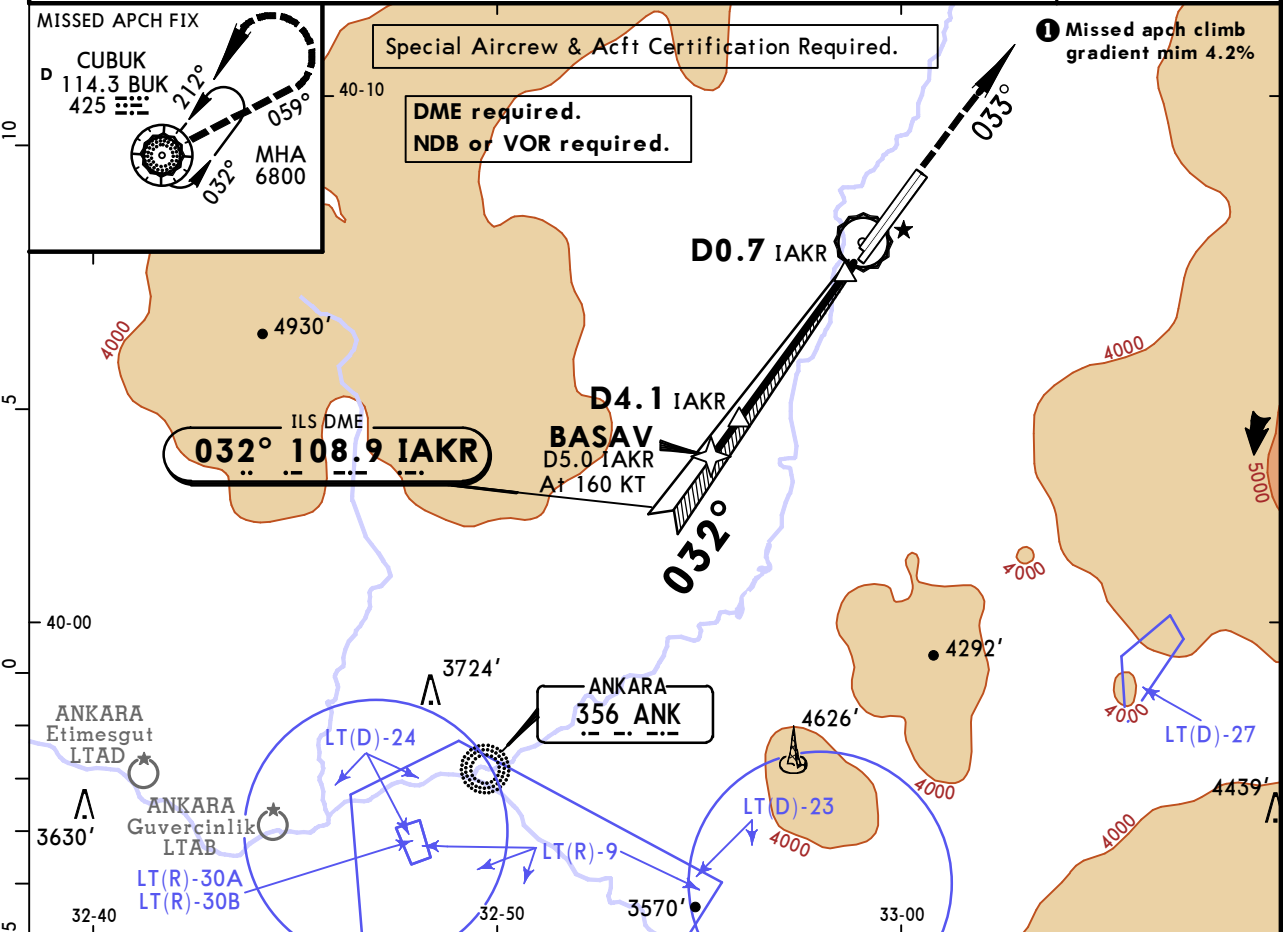 MISSED APCH FIX
CUBUK
D 114.3 BUK
425
212°
059°
032°
MHA
6800
Special Aircrew & Acft Certification Required.
DME required.
NDB or VOR required.
1 Missed apch climb
gradient mim 4.2%
40-10
10
033°
D0.7 IAKR
4930'
4000
4000
5
D4.1 IAKR
BASAV
D5.0 IAKR
At 160 KT
ILS DME
032° 108.9 IAKR
032°
5000
4000
40-00
4292'
0
3724'
ANKARA
356 ANK
4626'
4000
LT(D)-27
ANKARA
Etimesgut
LTAD
LT(D)-24
4000
4439'
ANKARA
Guvercinlik
LTAB
3630'
LT(D)-23
4000
4000
LT(R)-9
LT(R)-30A
LT(R)-30B
3570'
32-40
32-50
33-00
5